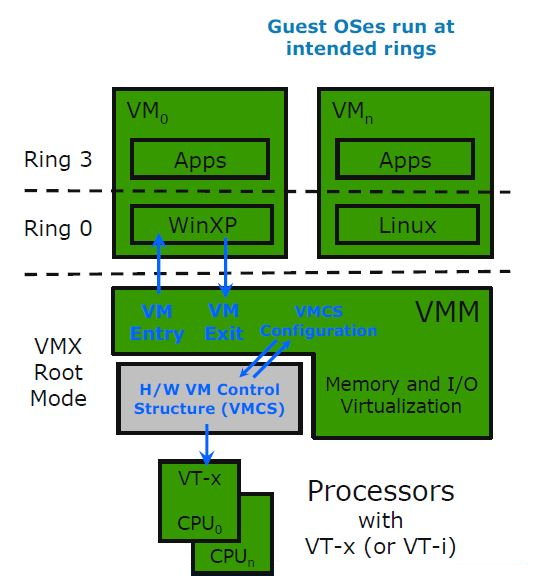 Guest OSes run at
intended rings
VM0
VMn
Ring 3
Apps
Apps
Ring 0
WinXP
Linux
VM
Entry
VM
Exit
VMCS
Configuration
VMM
VMX
Root
Mode
H/W VM Control
Structure (VMCS)
Memory and I/O
Virtualization
VT-x
CPU0
CPUn
Processors
with
VT-x (or VT-i)